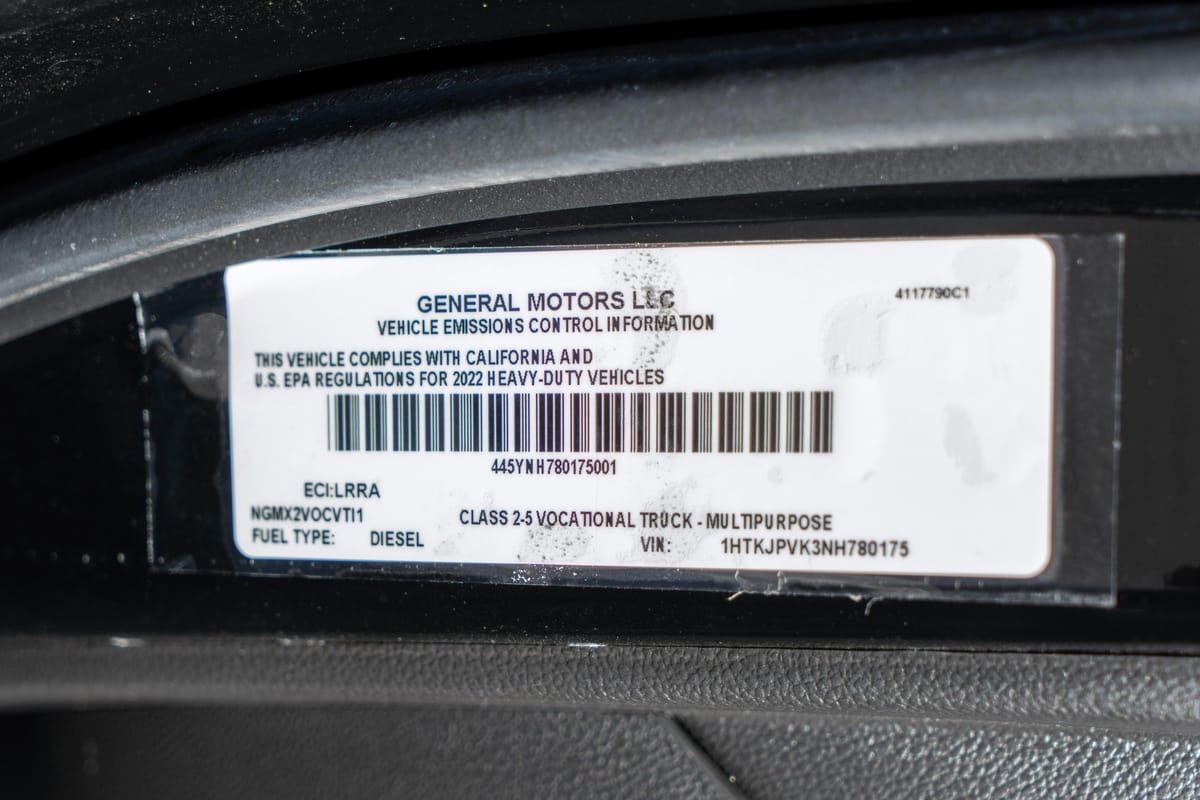 GENERAL MOTORS LLC
4117790C1
VEHICLE EMISSIONS CONTROL INFORMATION
THIS VEHICLE COMPLIES WITH CALIFORNIA AND
U.S. EPA REGULATIONS FOR 2022 HEAVY-DUTY VEHICLES
445YNH780175001
ECI:LRRA
NGMX2VOCVTI1
CLASS 2-5 VOCATIONAL TRUCK - MULTIPURPOSE
FUEL TYPE: DIESEL VIN: 1HTKJPVK3NH780175